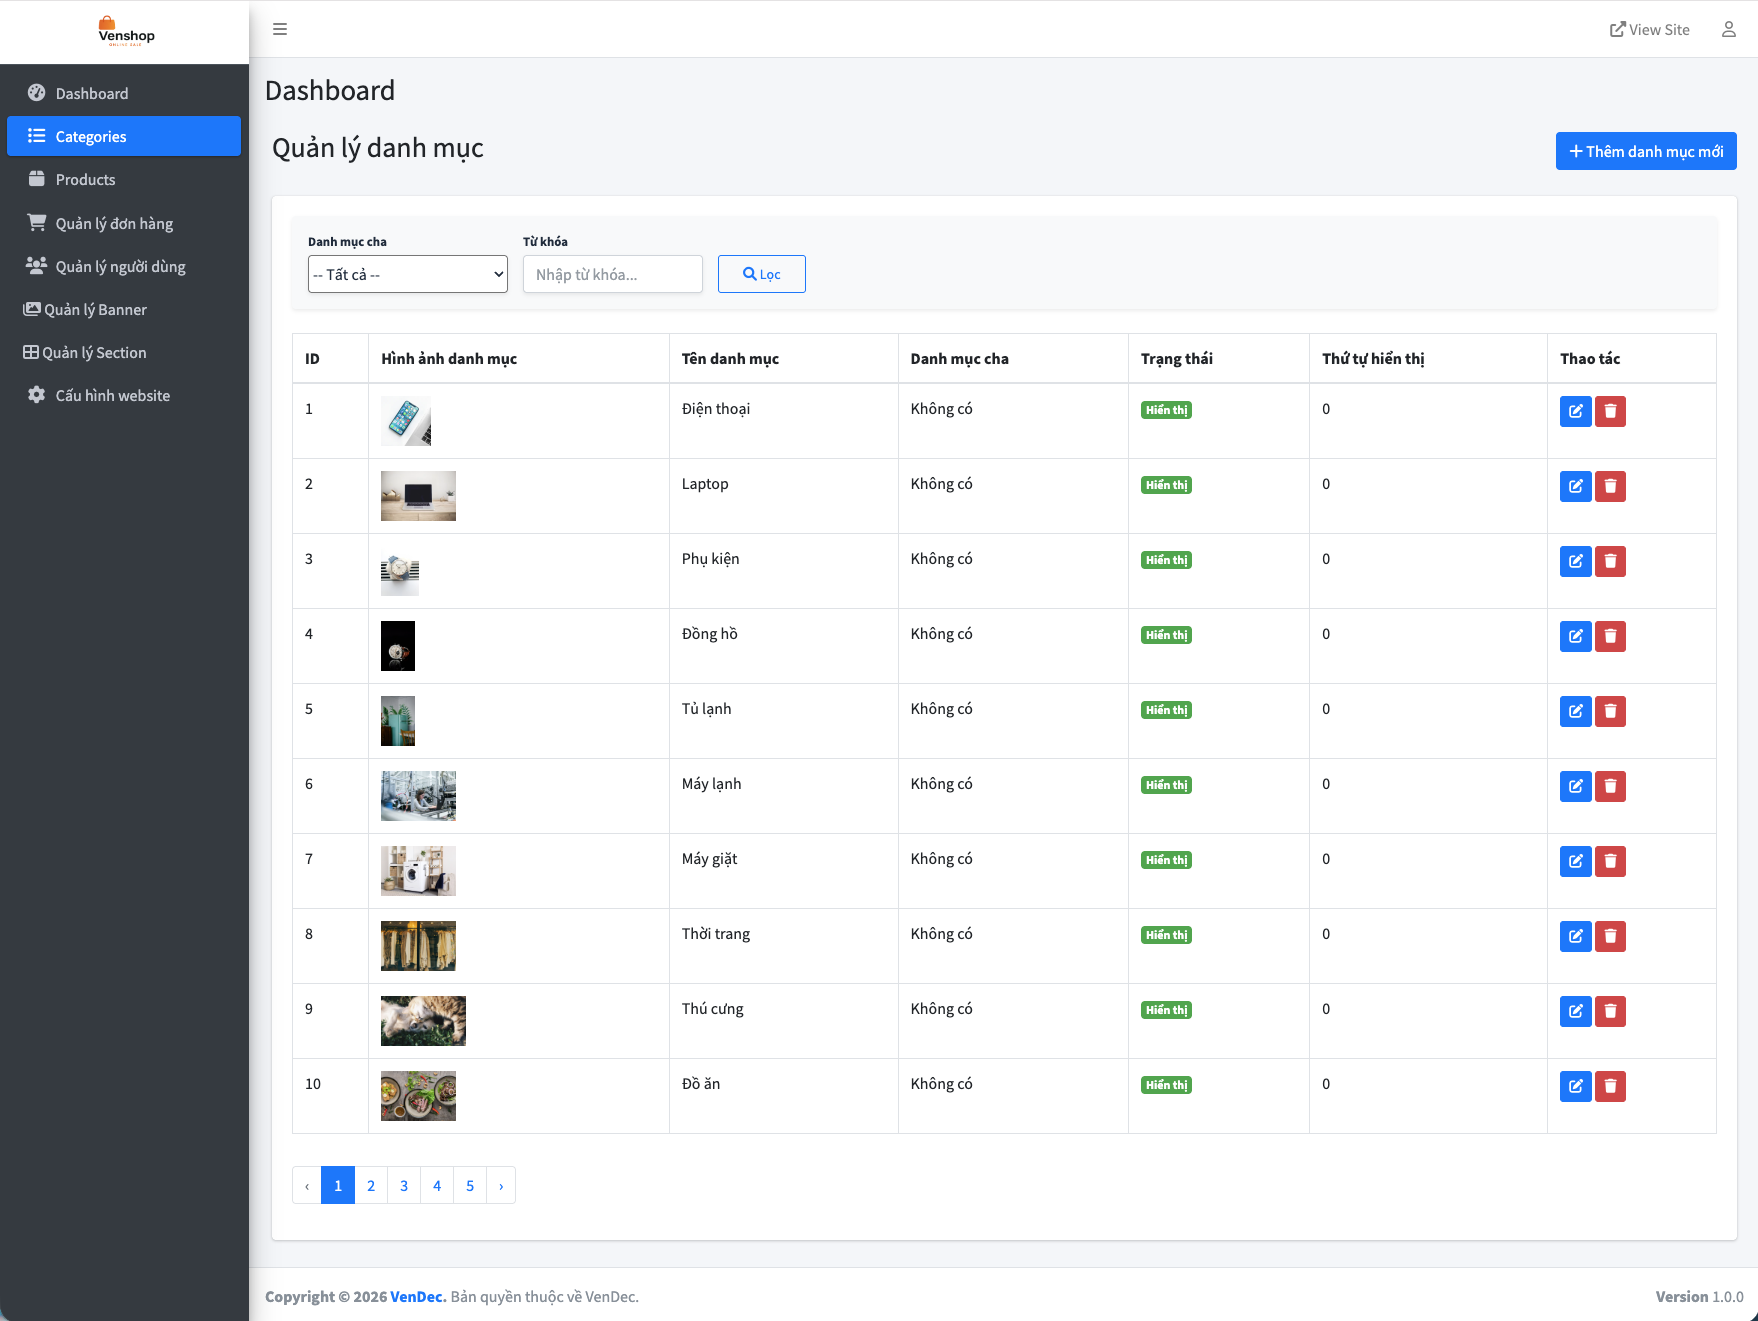 Venshop
ONLINE SALE
View Site
Dashboard
Categories
Products
Quản lý đơn hàng
Quản lý người dùng
Quản lý Banner
Quản lý Section
Cấu hình website
Dashboard
Quản lý danh mục
Thêm danh mục mới
Danh mục cha
Từ khóa
-- Tất cả --
Nhập từ khóa...
Lọc
ID Hình ảnh danh mục Tên danh mục Danh mục cha Trạng thái Thứ tự hiển thị Thao tác
1 Điện thoại Không có Hiển thị 0
2 Laptop Không có Hiển thị 0
3 Phụ kiện Không có Hiển thị 0
4 Đồng hồ Không có Hiển thị 0
5 Tủ lạnh Không có Hiển thị 0
6 Máy lạnh Không có Hiển thị 0
7 Máy giặt Không có Hiển thị 0
8 Thời trang Không có Hiển thị 0
9 Thú cưng Không có Hiển thị 0
10 Đồ ăn Không có Hiển thị 0
‹ 1 2 3 4 5 ›
Copyright © 2026 VenDec. Bản quyền thuộc về VenDec.
Version 1.0.0